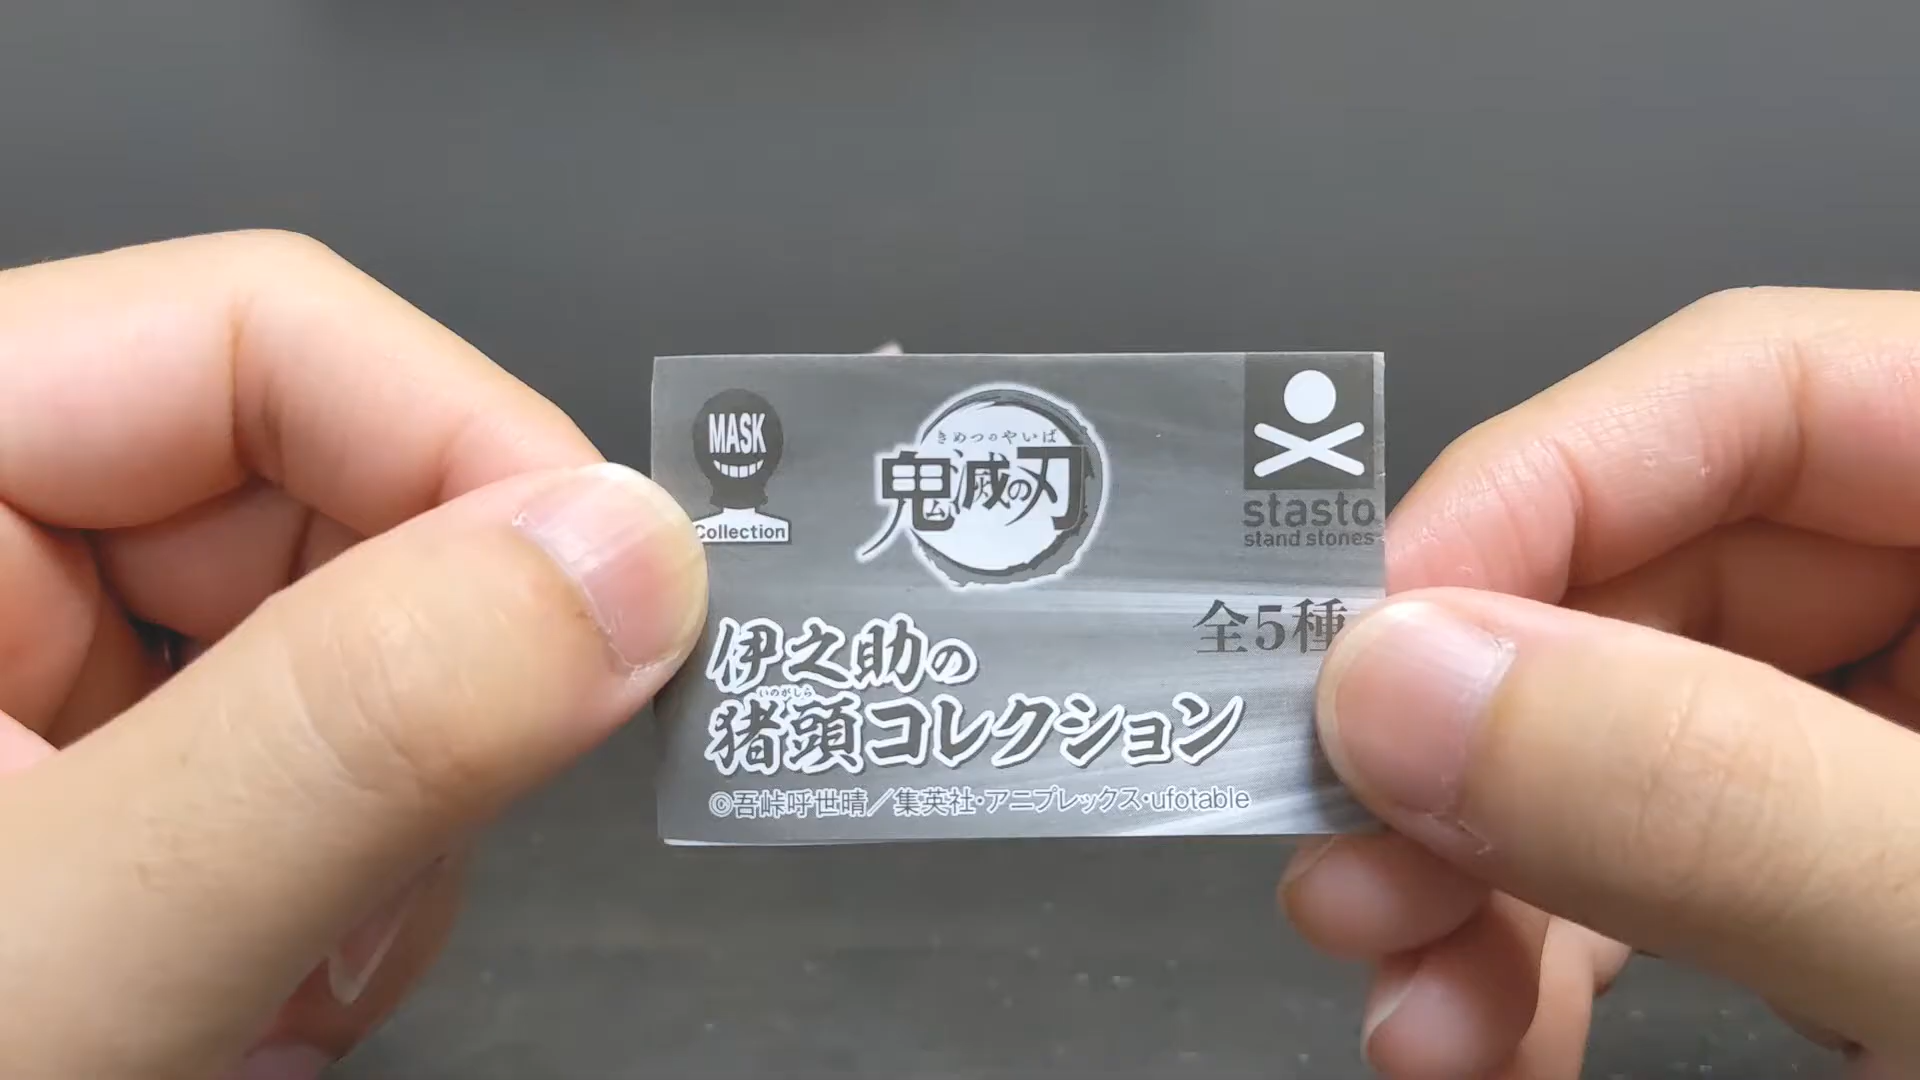 MASK
Collection
きめつのやいば
鬼滅の刃
stasto
stand stones
全5種
伊之助の
いのがしら
猪頭コレクション
©吾峠呼世晴／集英社・アニプレックス・ufotable